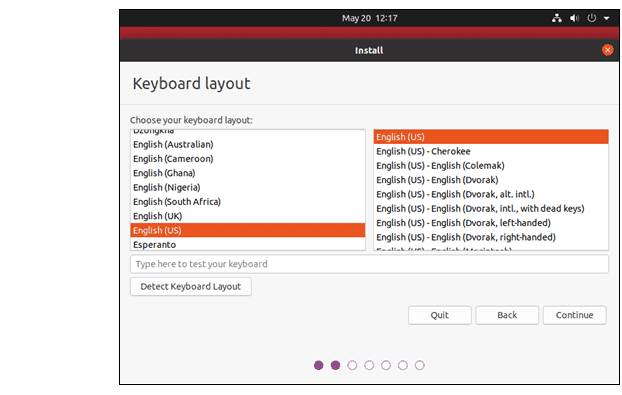 May 20 12:17
Install
Keyboard layout
Choose your keyboard layout:
Dzongkha
English (Australian)
English (Cameroon)
English (Ghana)
English (Nigeria)
English (South Africa)
English (UK)
English (US)
Esperanto
English (US)
English (US) - Cherokee
English (US) - English (Colemak)
English (US) - English (Dvorak)
English (US) - English (Dvorak, alt. intl.)
English (US) - English (Dvorak, intl., with dead keys)
English (US) - English (Dvorak, left-handed)
English (US) - English (Dvorak, right-handed)
English (US) - English (Macintosh)
Type here to test your keyboard
Detect Keyboard Layout
Quit
Back
Continue